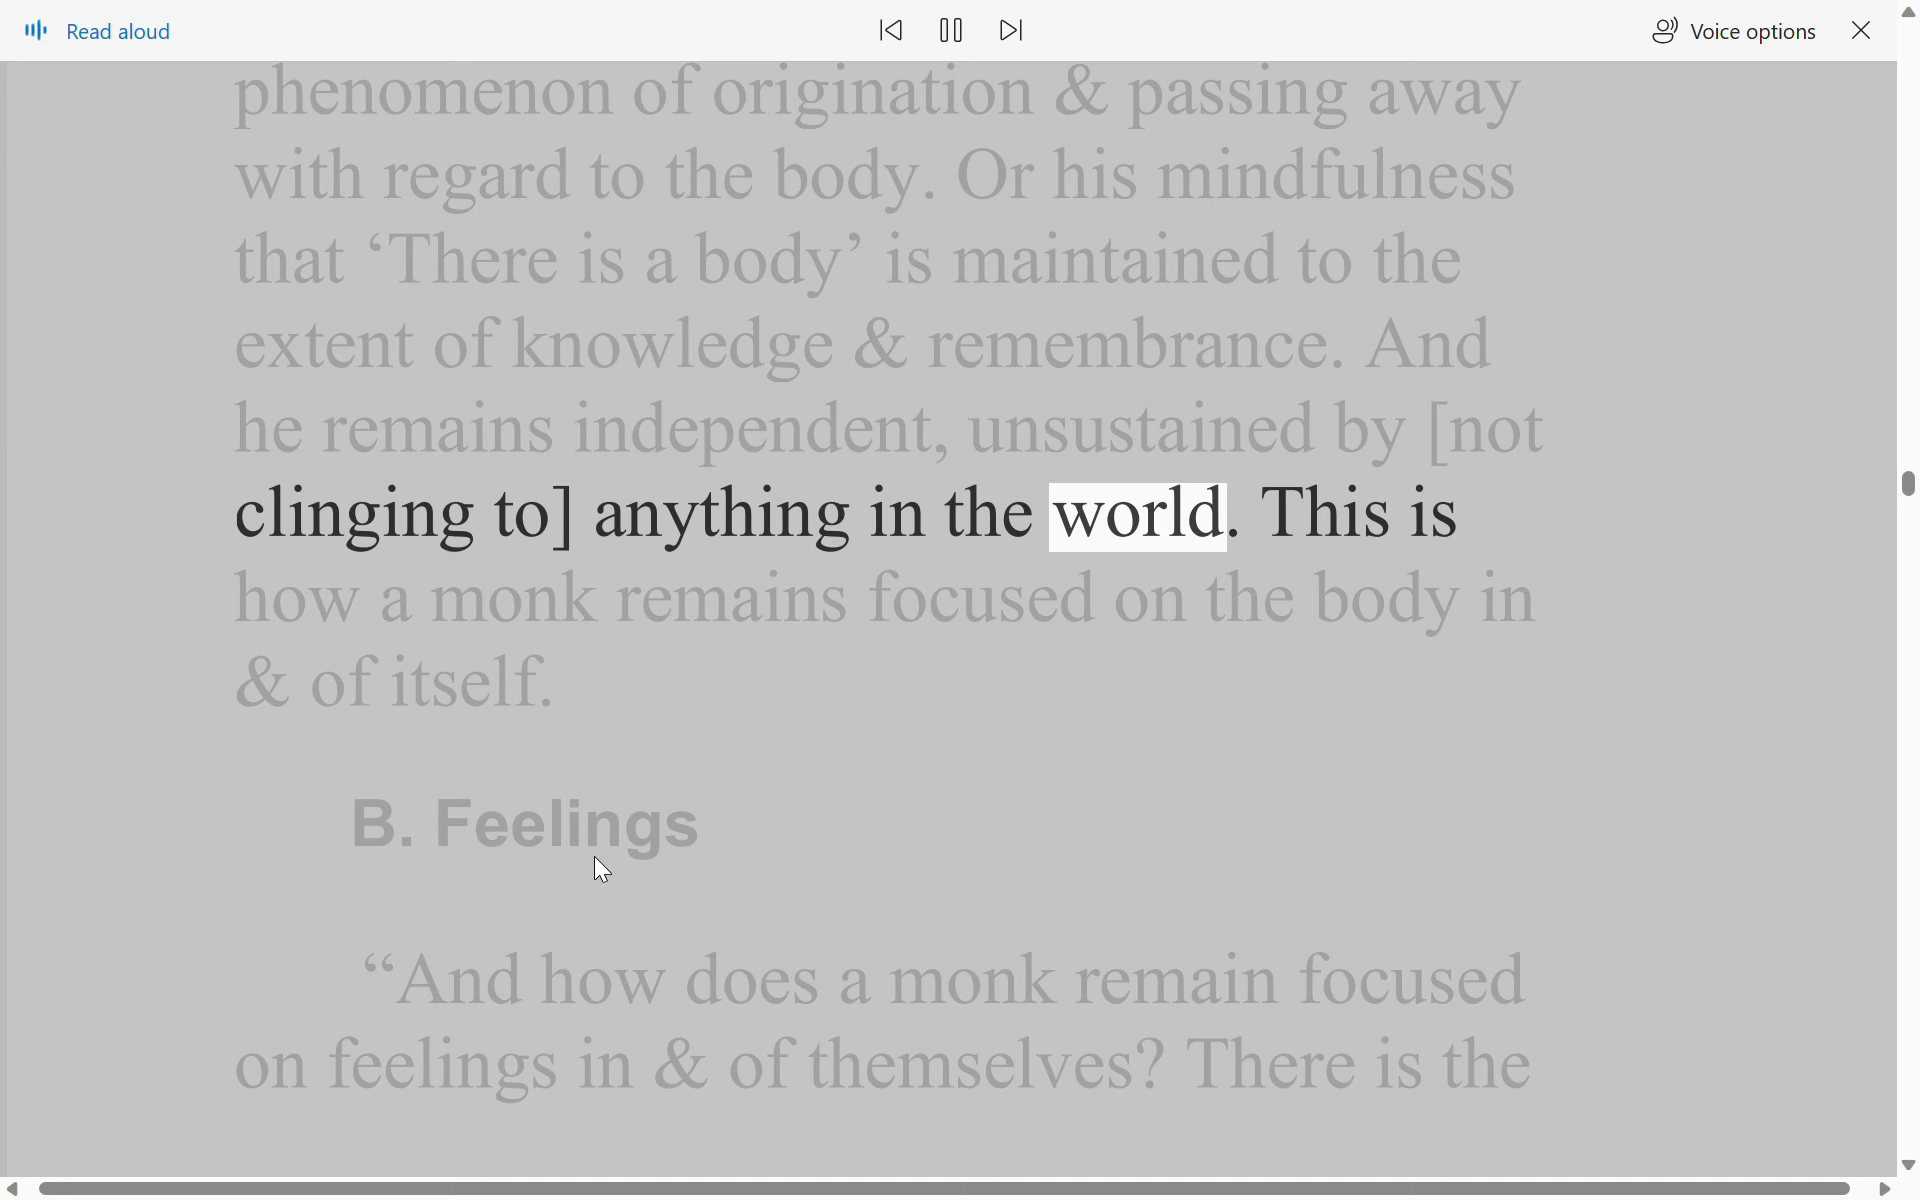 Read aloud
Voice options
phenomenon of origination & passing away
with regard to the body. Or his mindfulness
that ‘There is a body’ is maintained to the
extent of knowledge & remembrance. And
he remains independent, unsustained by [not
clinging to] anything in the world. This is
how a monk remains focused on the body in
& of itself.
B. Feelings
“And how does a monk remain focused
on feelings in & of themselves? There is the